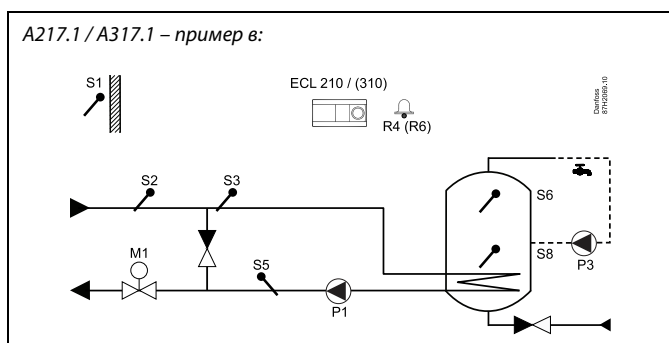 A217.1 / A317.1 – пример в:
S1
ECL 210 / (310)
R4 (R6)
Danfoss
87H2069.10
S2
S3
S6
M1
S5
S8
P1
P3